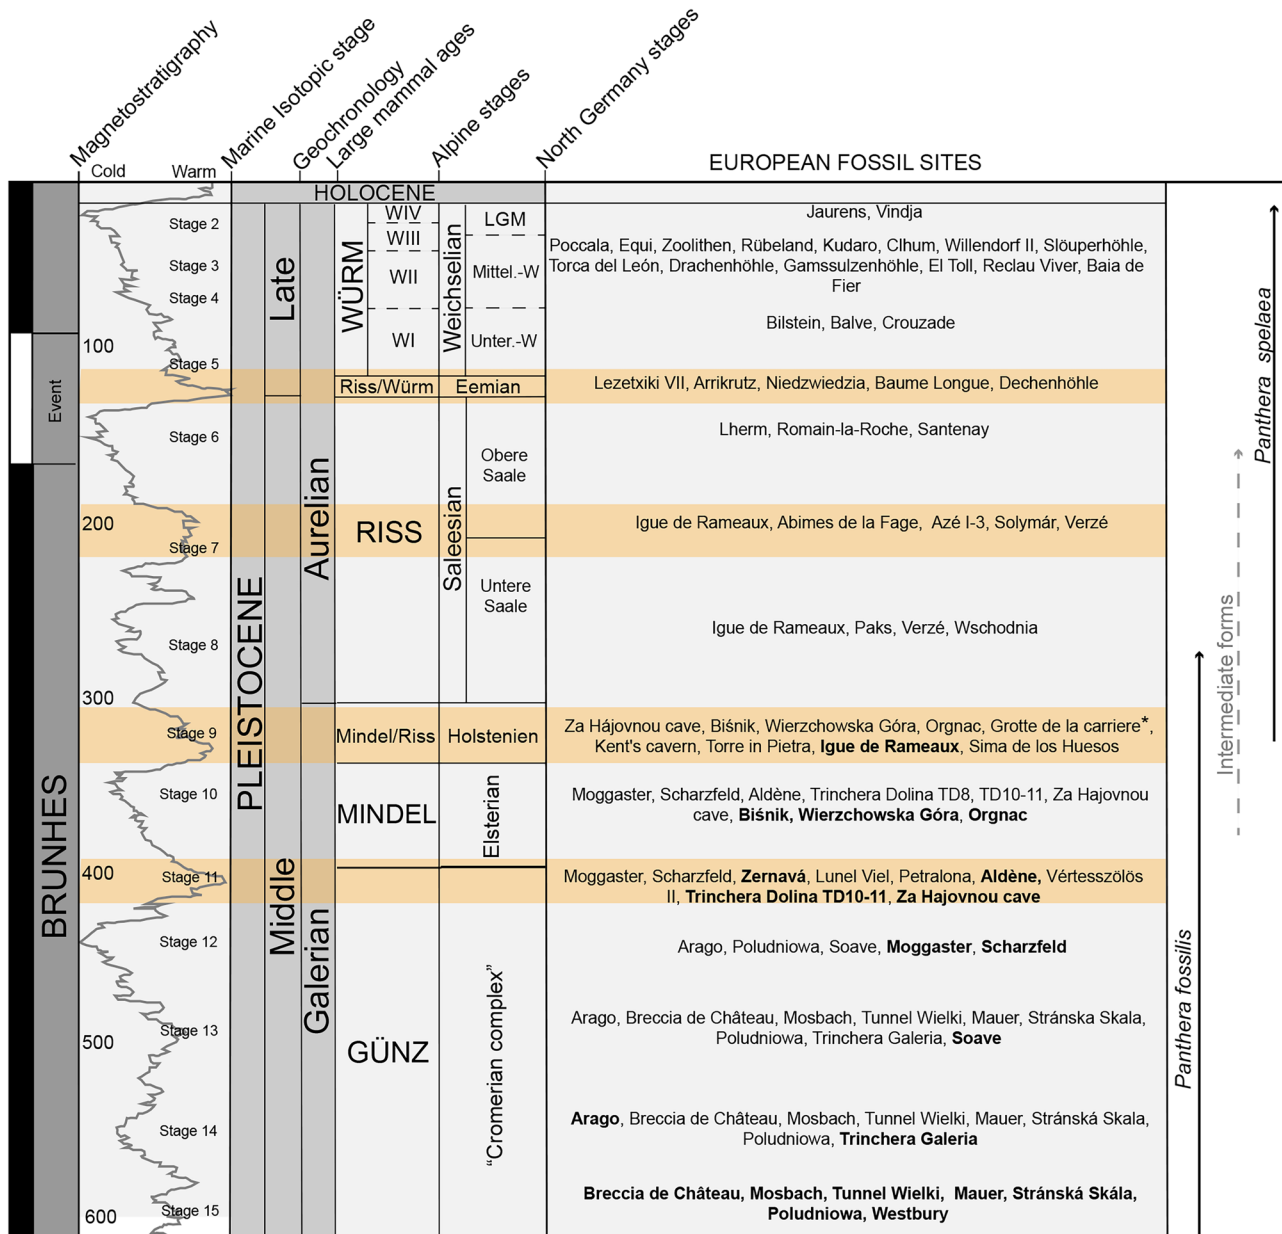 Magnetostratigraphy
Marine Isotopic stage
Geochronology
Large mammal ages
Alpine stages
North Germany stages
Cold
Warm
EUROPEAN FOSSIL SITES
HOLOCENE
Stage 2
Stage 3
Stage 4
100
Stage 5
Stage 6
200
Stage 7
Stage 8
300
Stage 9
Stage 10
400
Stage 11
Stage 12
Stage 13
500
Stage 14
Stage 15
600
Event
BRUNHES
PLEISTOCENE
Late
Middle
Aurelian
Galerian
WÜRM
WIV
WIII
WII
WI
Riss/Würm
RISS
Mindel/Riss
MINDEL
GÜNZ
Weichselian
LGM
Mittel.-W
Unter.-W
Eemian
Saleesian
Obere
Saale
Untere
Saale
Holstenien
Elsterian
“Cromerian complex”
Jaurens, Vindja
Poccala, Equi, Zoolithen, Rübeland, Kudaro, Clhum, Willendorf II, Slóuperhöhle,
Torca del León, Drachenhöhle, Gamssulzenhöhle, El Toll, Reclau Viver, Baia de
Fier
Bilstein, Balve, Crouzade
Lezetxiki VII, Arrikrutz, Niedzwiedzia, Baume Longue, Dechenhöhle
Lherm, Romain-la-Roche, Santenay
Igue de Rameaux, Abimes de la Fage, Azé I-3, Solymár, Verzé
Igue de Rameaux, Paks, Verzé, Wschodnia
Za Hájovnou cave, Biśnik, Wierzchowska Góra, Orgnac, Grotte de la carriere*,
Kent's cavern, Torre in Pietra, Igue de Rameaux, Sima de los Huesos
Moggaster, Scharzfeld, Aldène, Trinchera Dolina TD8, TD10-11, Za Hajovnou
cave, Biśnik, Wierzchowska Góra, Orgnac
Moggaster, Scharzfeld, Zernavá, Lunel Viel, Petralona, Aldène, Vértesszölös
II, Trinchera Dolina TD10-11, Za Hajovnou cave
Arago, Poludniowa, Soave, Moggaster, Scharzfeld
Arago, Breccia de Château, Mosbach, Tunnel Wielki, Mauer, Stránska Skala,
Poludniowa, Trinchera Galeria, Soave
Arago, Breccia de Château, Mosbach, Tunnel Wielki, Mauer, Stránská Skala,
Poludniowa, Trinchera Galeria
Breccia de Château, Mosbach, Tunnel Wielki, Mauer, Stránská Skála,
Poludniowa, Westbury
Panthera fossilis
Intermediate forms
Panthera spelaea